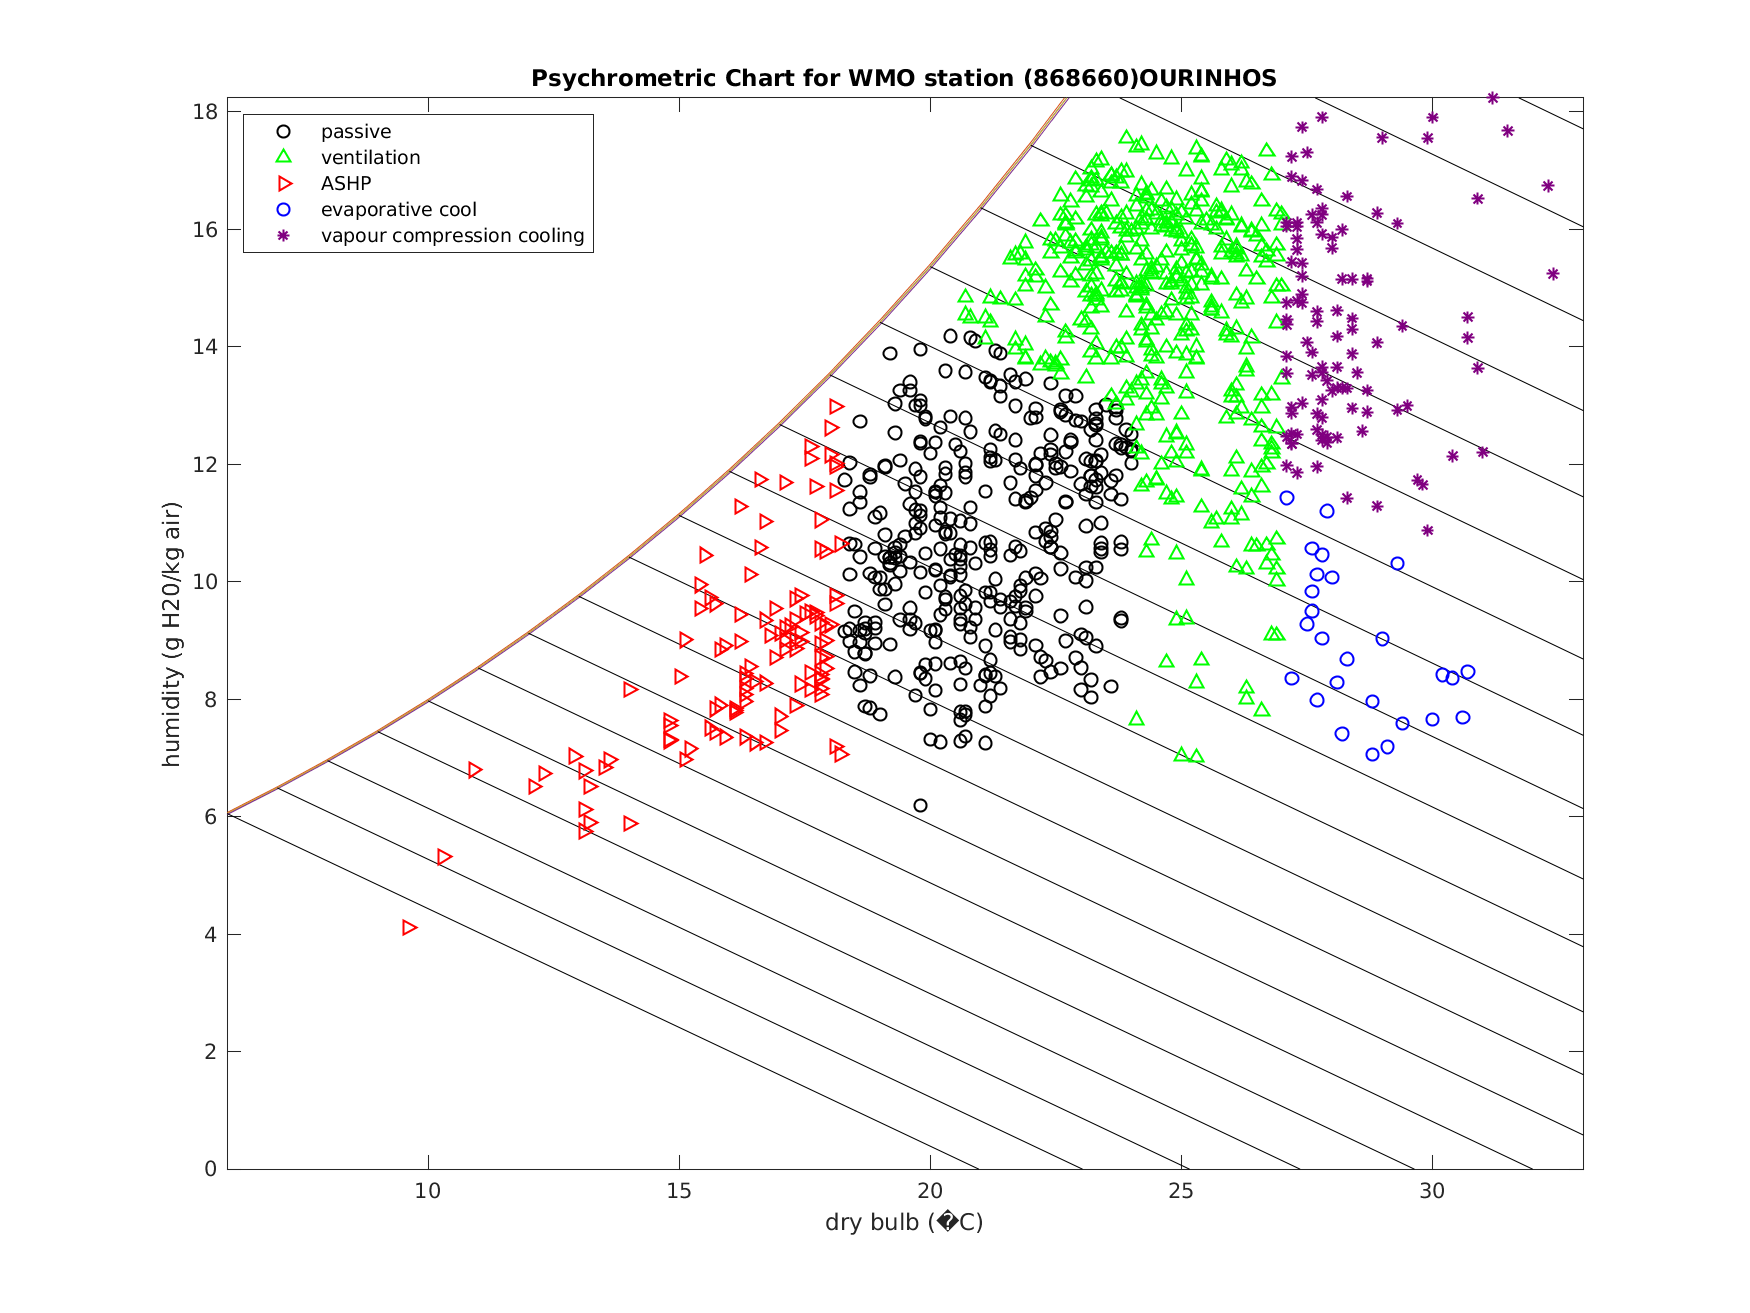 Psychrometric Chart for WMO station (868660)OURINHOS
passive
ventilation
ASHP
evaporative cool
vapour compression cooling
humidity (g H20/kg air)
18
16
14
12
10
8
6
4
2
0
10 15 20 25 30
dry bulb (�C)